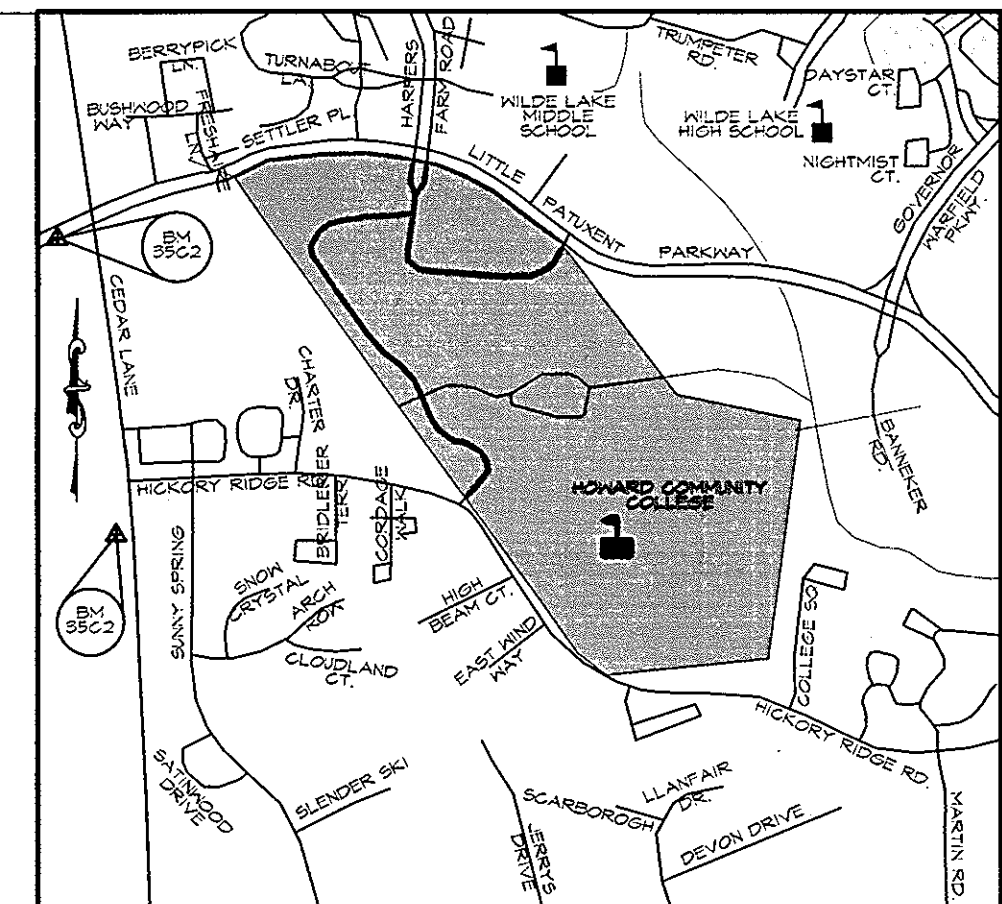 BERRYPICK
LN.
TURNABOUT
LA.
HARPERS
FARM ROAD
TRUMPETER
RD.
DAYSTAR
CT.
BUSHWOOD
WAY
SETTLER PL.
WILDE LAKE
MIDDLE
SCHOOL
WILDE LAKE
HIGH SCHOOL
NIGHTMIST
CT.
GOVERNOR
WARFIELD
PKWY.
LITTLE
PATUXENT
PARKWAY
BM
35C2
CEDAR LANE
CHARTER
DR.
BANNEKER
RD.
HICKORY RIDGE RD.
BRIDLERER
TERR
CORDAGE
WALK
HOWARD COMMUNITY
COLLEGE
BM
35C2
SUNNY SPRING
SNOW
CRYSTAL
ARCH
ROW
CLOUDLAND
CT.
HIGH
BEAM CT.
EAST WIND
WAY
COLLEGE SQ
HICKORY RIDGE RD.
SATINWOOD
DRIVE
SLENDER SKI
SCARBOROGH
LLANFAIR
DR.
DEVON DRIVE
JERRYS
DRIVE
MARTIN RD.